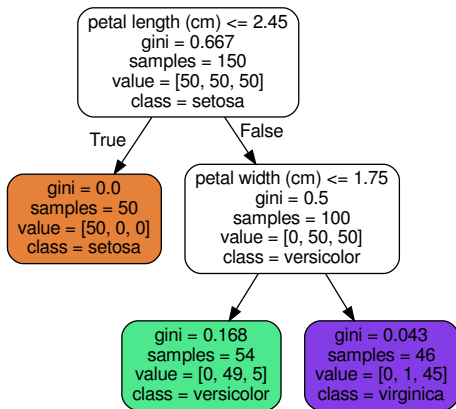 petal length (cm) <= 2.45
gini = 0.667
samples = 150
value = [50, 50, 50]
class = setosa
True
False
gini = 0.0
samples = 50
value = [50, 0, 0]
class = setosa
petal width (cm) <= 1.75
gini = 0.5
samples = 100
value = [0, 50, 50]
class = versicolor
gini = 0.168
samples = 54
value = [0, 49, 5]
class = versicolor
gini = 0.043
samples = 46
value = [0, 1, 45]
class = virginica